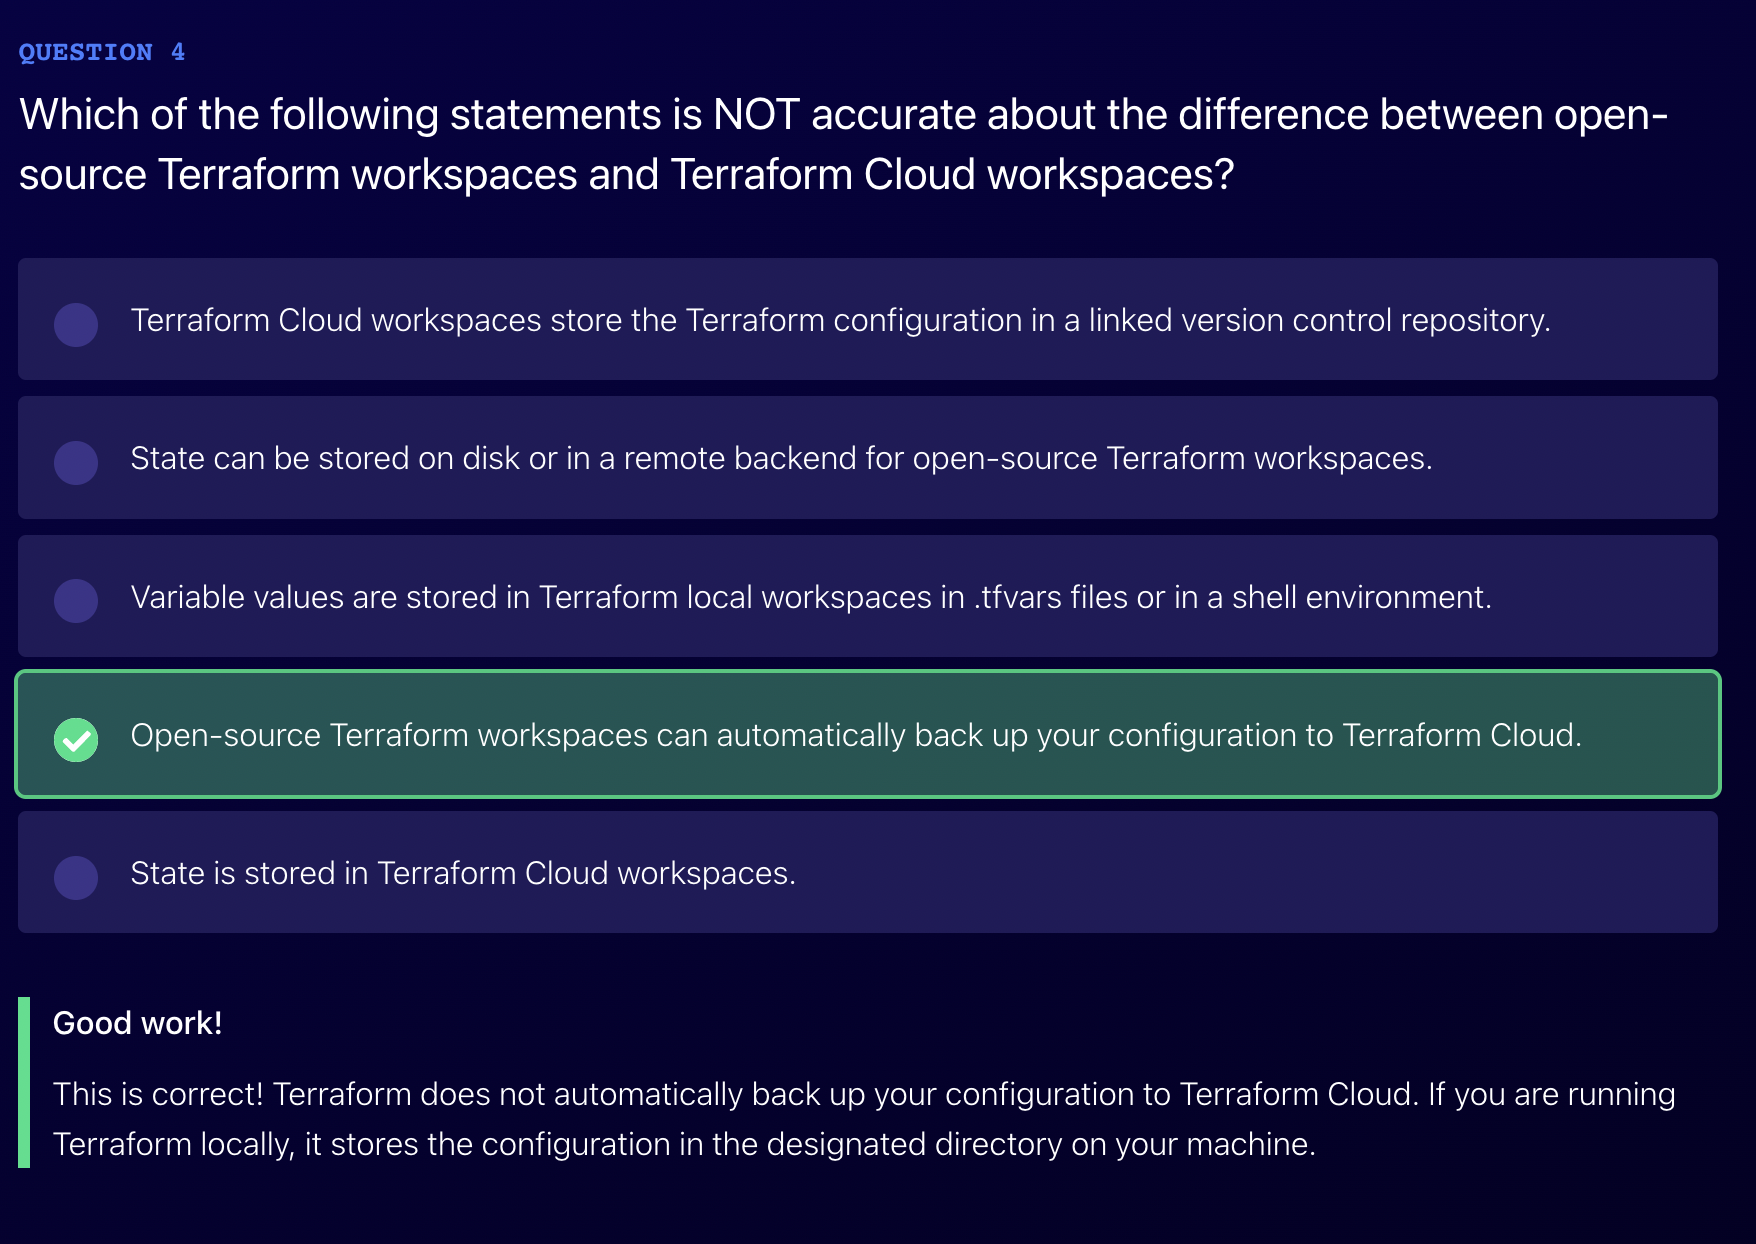 QUESTION 4
Which of the following statements is NOT accurate about the difference between open-
source Terraform workspaces and Terraform Cloud workspaces?
Terraform Cloud workspaces store the Terraform configuration in a linked version control repository.
State can be stored on disk or in a remote backend for open-source Terraform workspaces.
Variable values are stored in Terraform local workspaces in .tfvars files or in a shell environment.
Open-source Terraform workspaces can automatically back up your configuration to Terraform Cloud.
State is stored in Terraform Cloud workspaces.
Good work!
This is correct! Terraform does not automatically back up your configuration to Terraform Cloud. If you are running
Terraform locally, it stores the configuration in the designated directory on your machine.